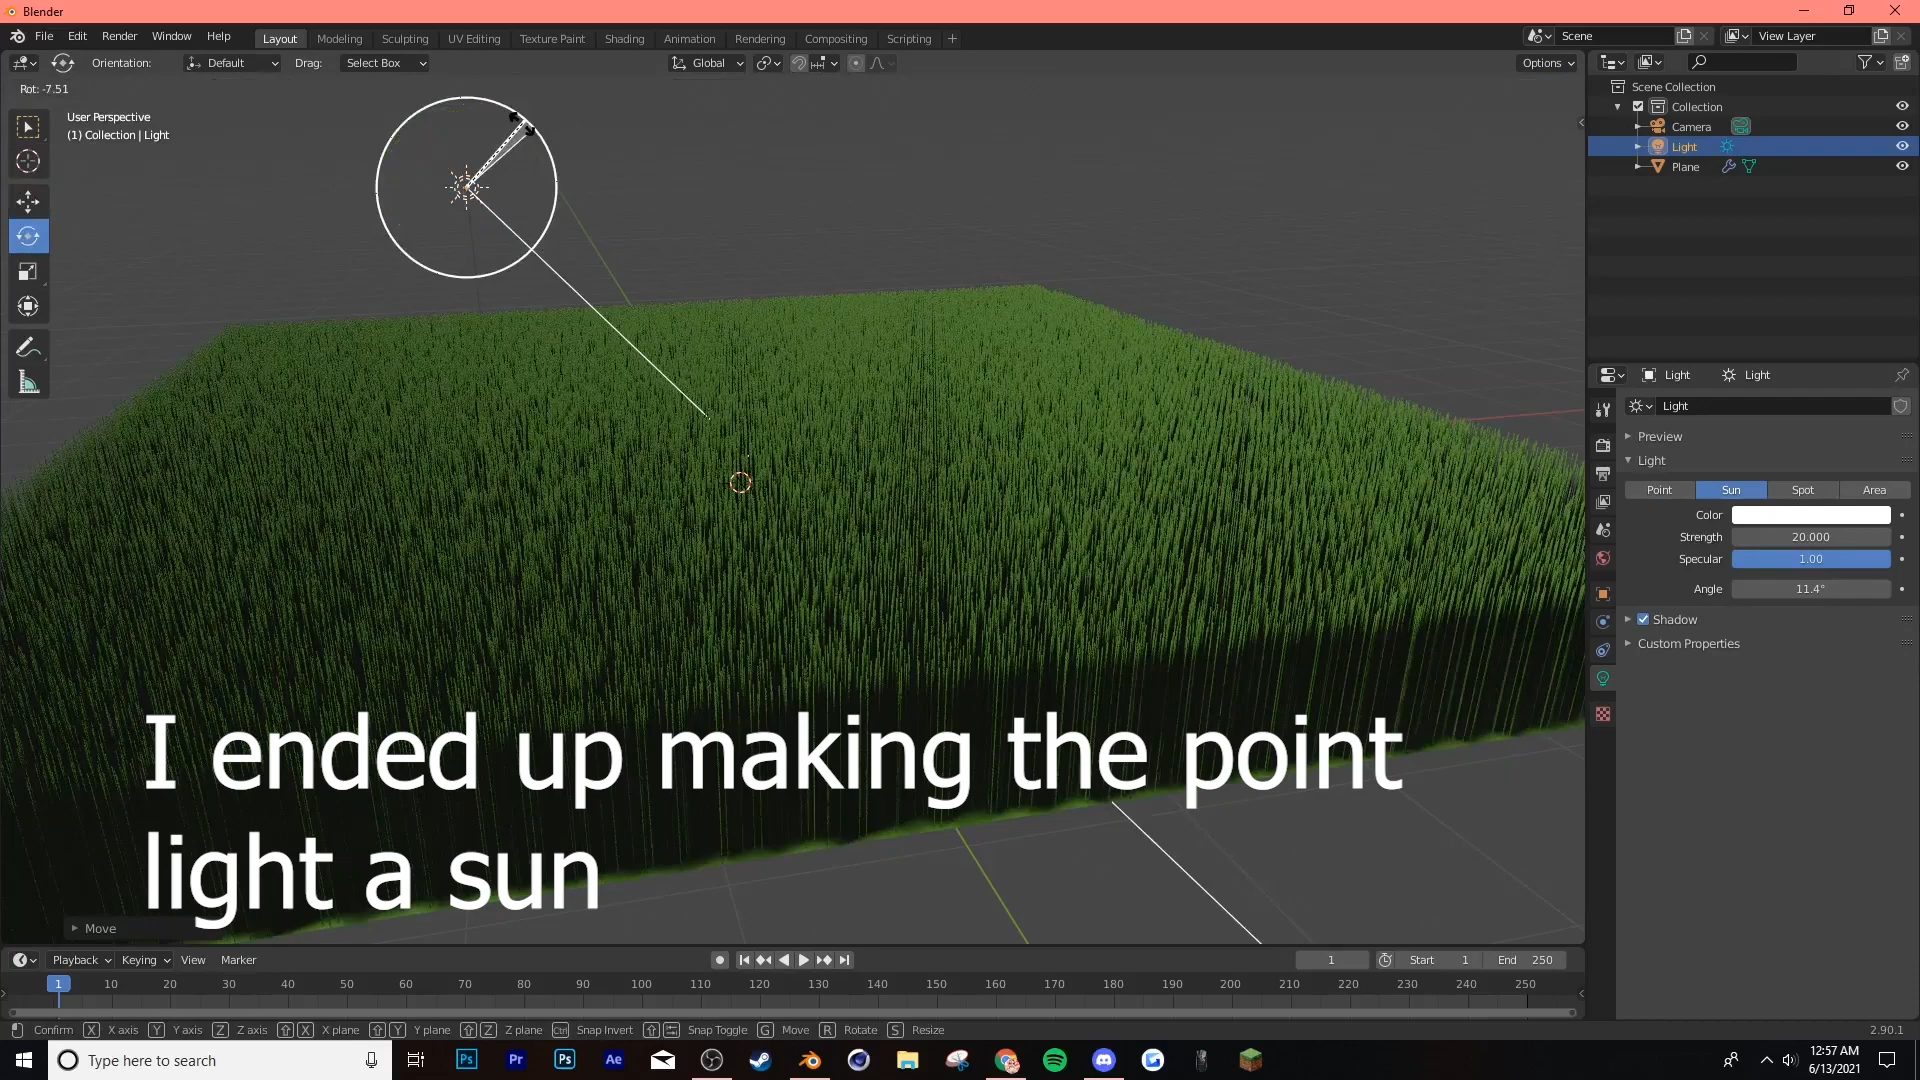 Blender
File Edit Render Window Help
Layout Modeling Sculpting UV Editing Texture Paint Shading Animation Rendering Compositing Scripting +
Scene
View Layer
Orientation: Default Drag: Select Box
Global
Options
Rot: -7.51
User Perspective
(1) Collection | Light
Scene Collection
Collection
Camera
Light
Plane
Light Light
Light
Preview
Light
Point Sun Spot Area
Color
Strength 20.000
Specular 1.00
Angle 11.4°
Shadow
Custom Properties
I ended up making the point
light a sun
Move
Playback Keying View Marker
1 Start 1 End 250
1 10 20 30 40 50 60 70 80 90 100 110 120 130 140 150 160 170 180 190 200 210 220 230 240 250
Confirm X X axis Y Y axis Z Z axis X X plane Y Y plane Z Z plane Ctrl Snap Invert Snap Toggle G Move R Rotate S Resize
2.90.1
Type here to search
Ps Pr Ps Ae
12:57 AM
6/13/2021